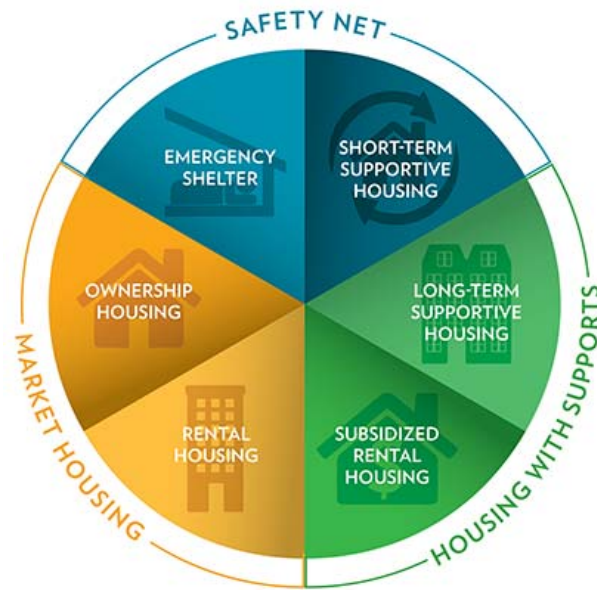 SAFETY NET
EMERGENCY
SHELTER
SHORT-TERM
SUPPORTIVE
HOUSING
OWNERSHIP
HOUSING
LONG-TERM
SUPPORTIVE
HOUSING
RENTAL
HOUSING
SUBSIDIZED
RENTAL
HOUSING
MARKET HOUSING
HOUSING WITH SUPPORTS